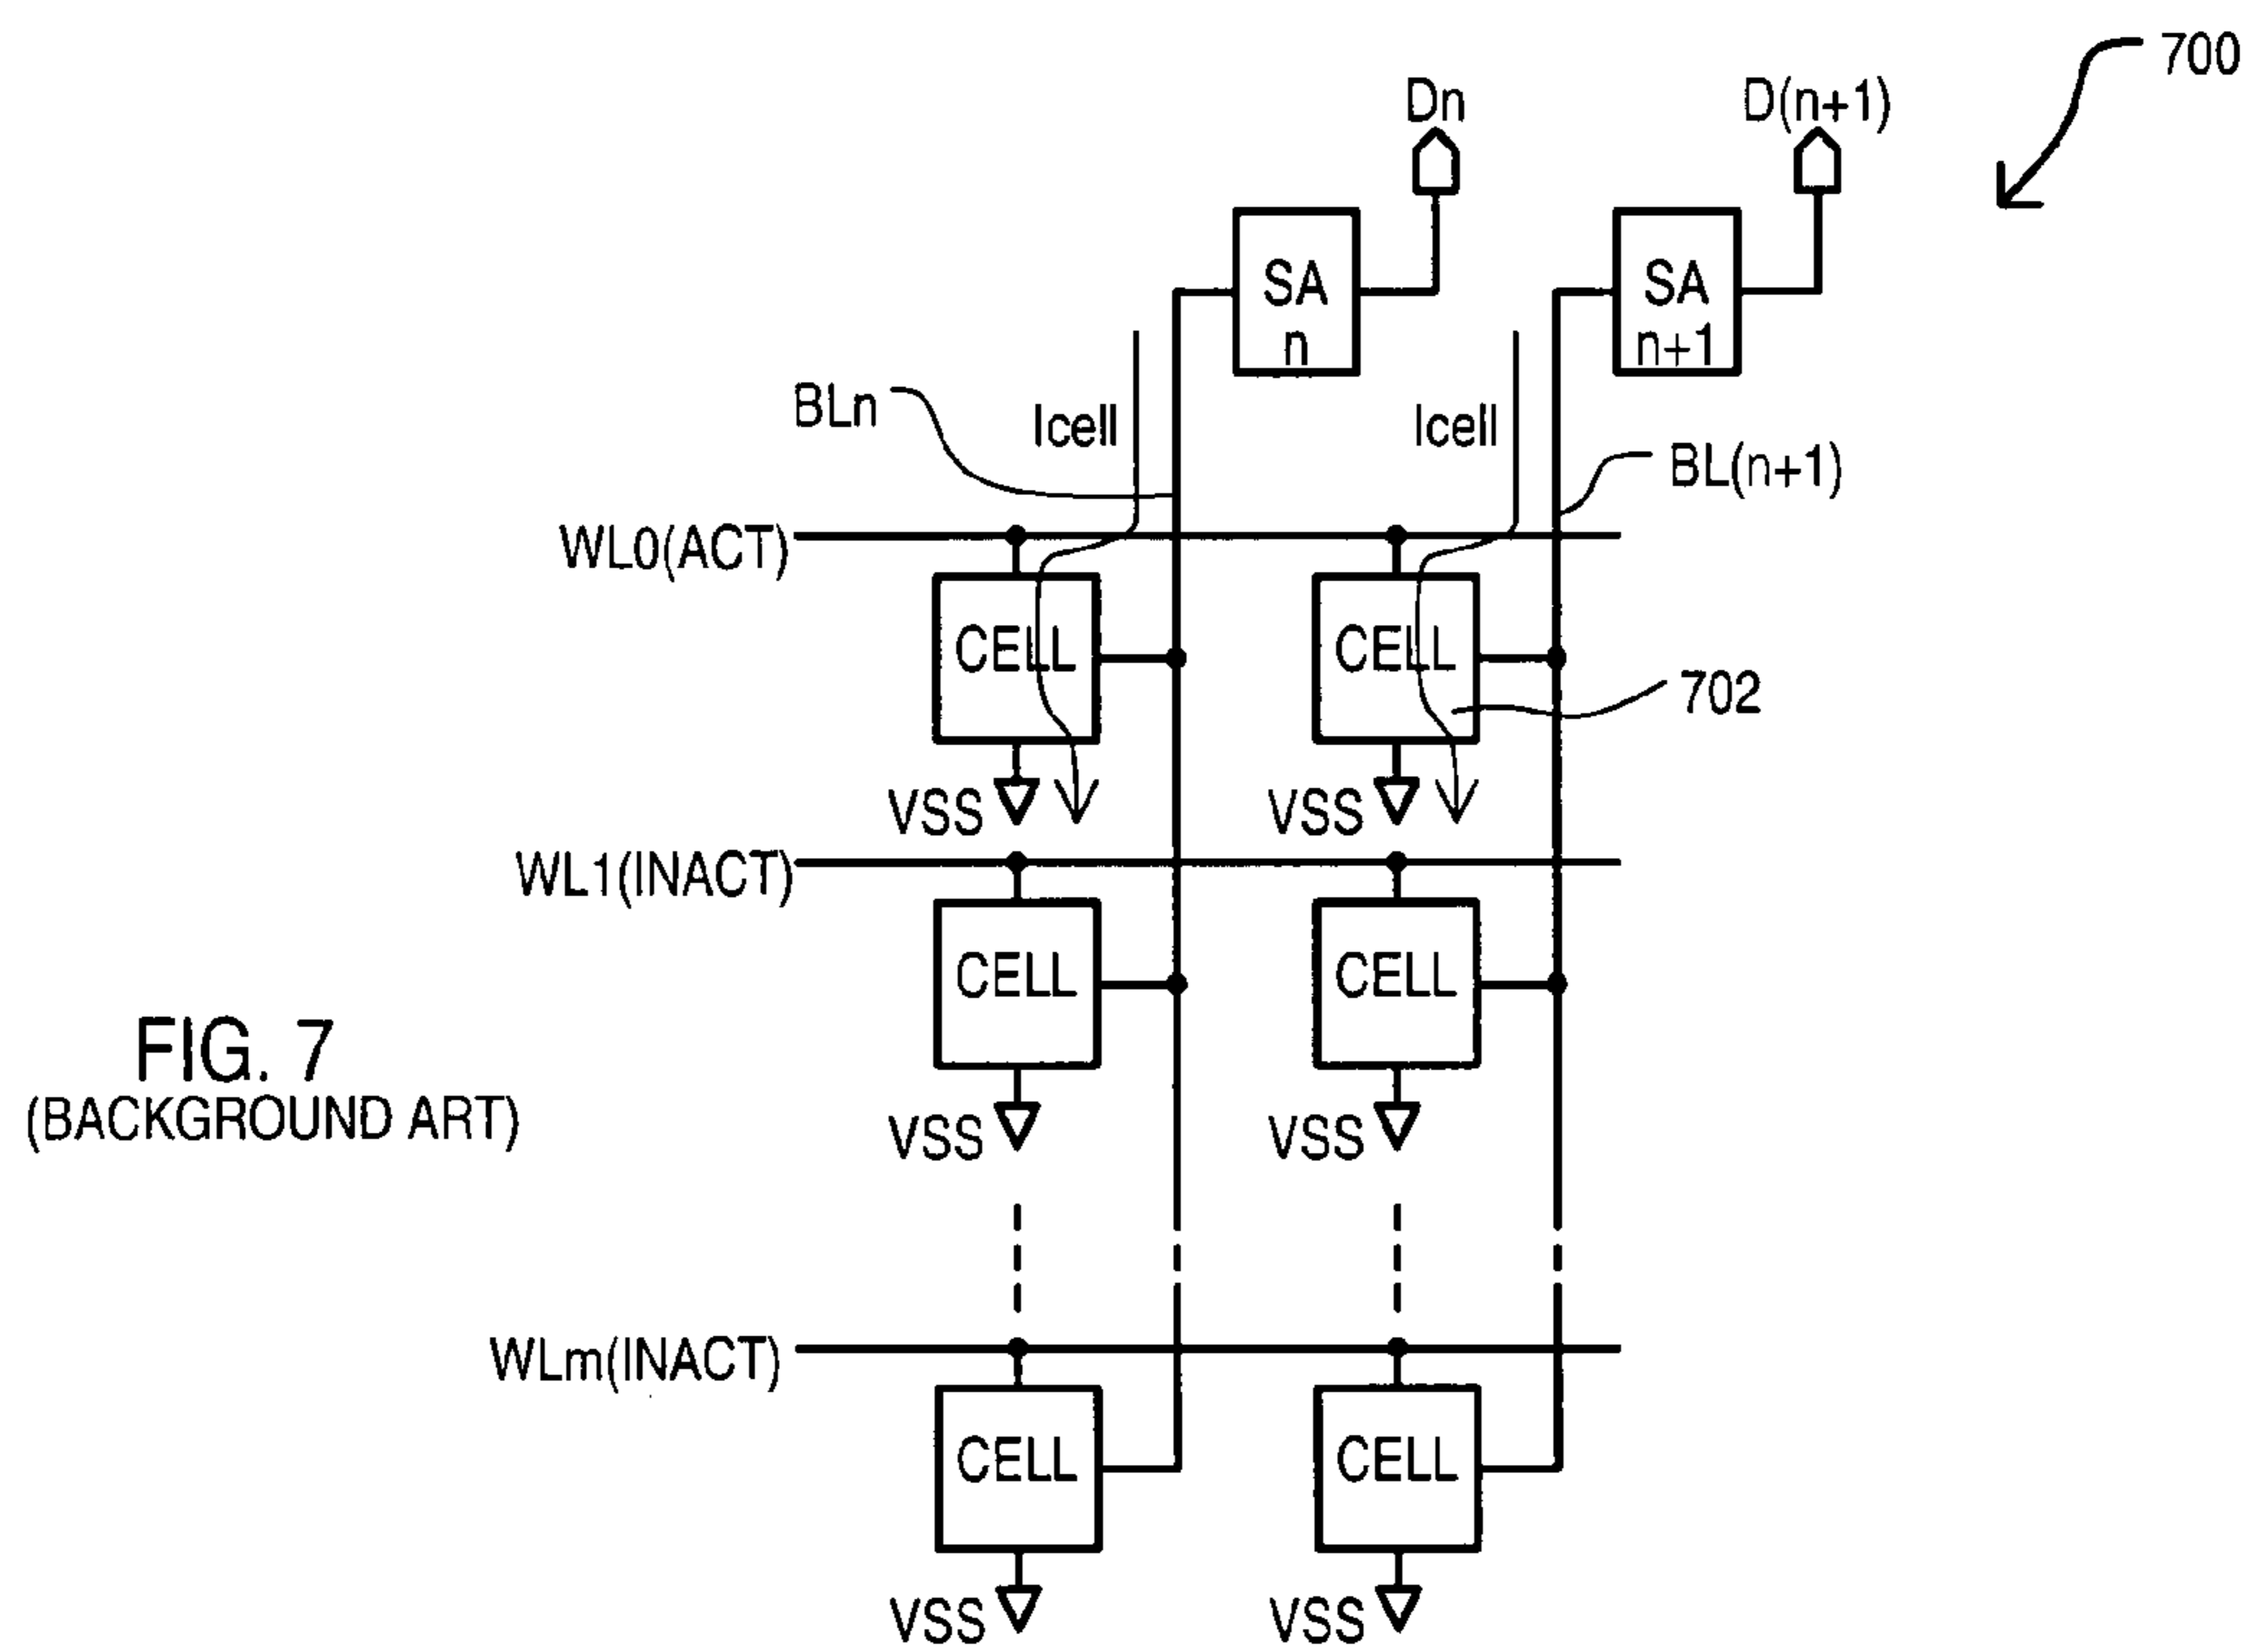 700
Dn
D(n+1)
SA
n
SA
n+1
BLn
Icell
Icell
BL(n+1)
WL0(ACT)
CELL
CELL
702
VSS
VSS
WL1(INACT)
CELL
CELL
VSS
VSS
FIG. 7
(BACKGROUND ART)
WLm(INACT)
CELL
CELL
VSS
VSS